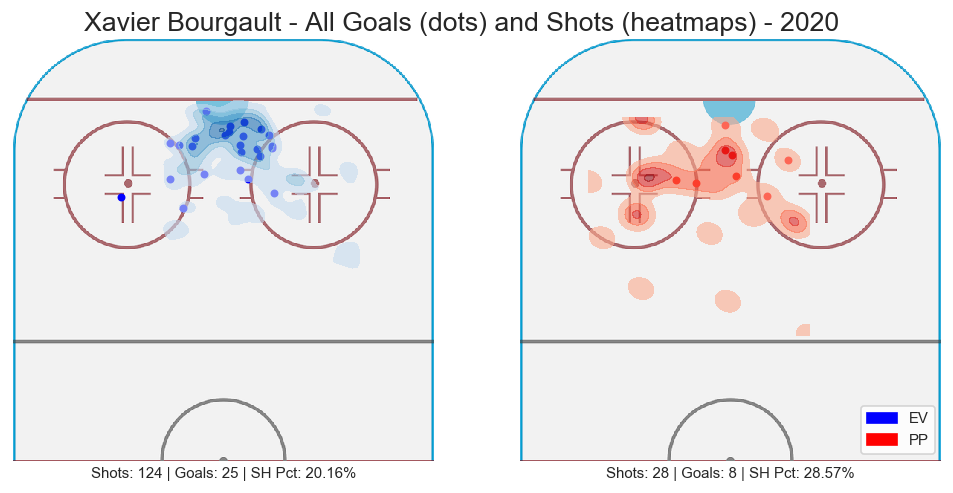 Xavier Bourgault - All Goals (dots) and Shots (heatmaps) - 2020
EV
PP
Shots: 124 | Goals: 25 | SH Pct: 20.16%
Shots: 28 | Goals: 8 | SH Pct: 28.57%